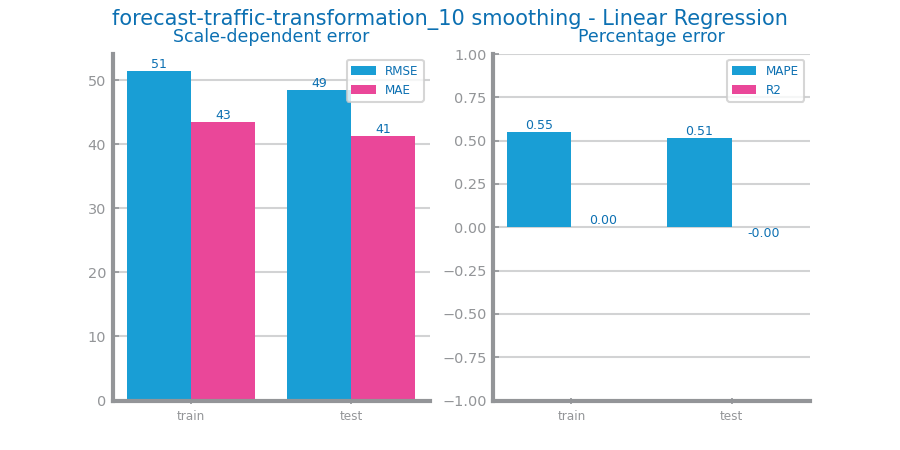 forecast-traffic-transformation_10 smoothing - Linear Regression
Scale-dependent error
51
43
49
41
RMSE
MAE
50
40
30
20
10
0
train
test
Percentage error
0.55
0.00
0.51
-0.00
MAPE
R2
1.00
0.75
0.50
0.25
0.00
−0.25
−0.50
−0.75
−1.00
train
test